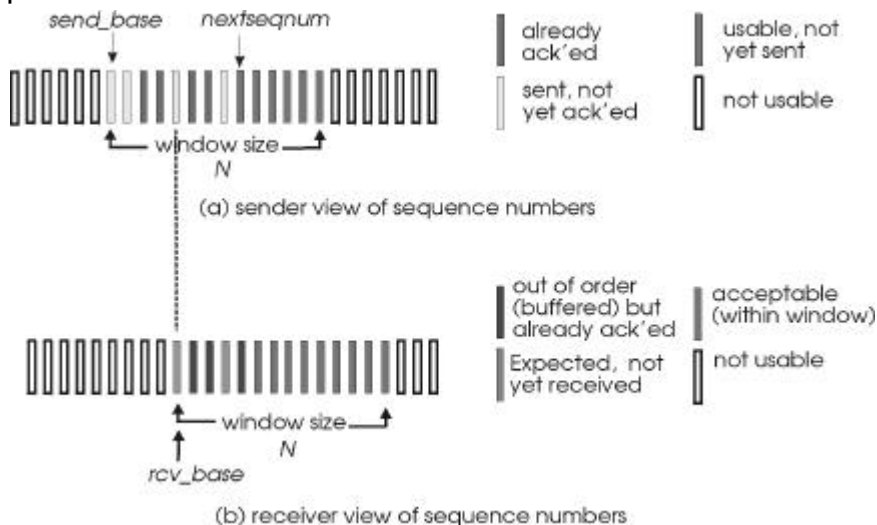 send_base
nextseqnum
already
ack'ed
usable, not
yet sent
sent, not
yet ack'ed
not usable
window size
N
(a) sender view of sequence numbers
out of order
(buffered) but
already ack'ed
acceptable
(within window)
Expected, not
yet received
not usable
window size
N
rcv_base
(b) receiver view of sequence numbers